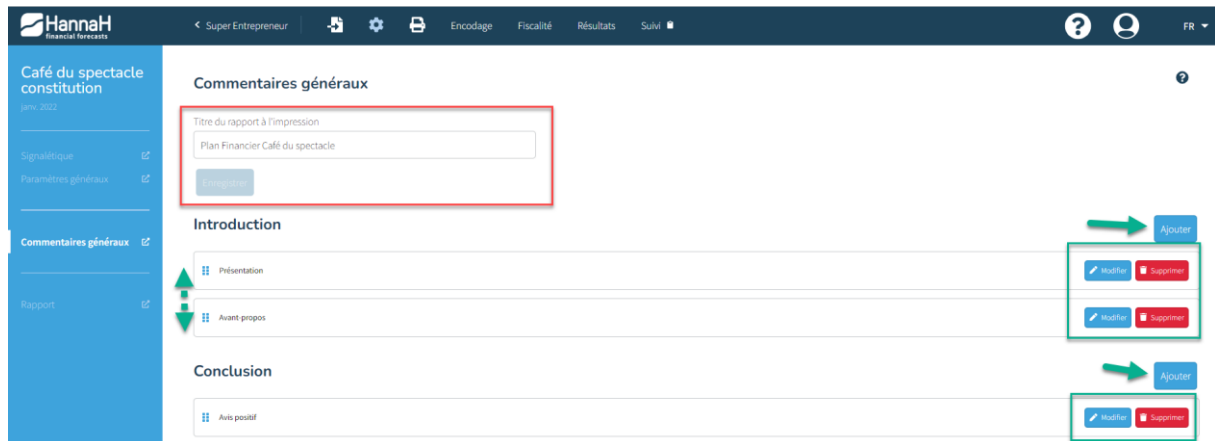 HannaH
financial forecasts
Super Entrepreneur
Encodage
Fiscalité
Résultats
Suivi
FR
Café du spectacle
constitution
janv. 2022
Signalétique
Paramètres généraux
Commentaires généraux
Rapport
Commentaires généraux
Titre du rapport à l'impression
Plan Financier Café du spectacle
Enregistrer
Introduction
Ajouter
Présentation
Modifier
Supprimer
Avant-propos
Modifier
Supprimer
Conclusion
Ajouter
Avis positif
Modifier
Supprimer